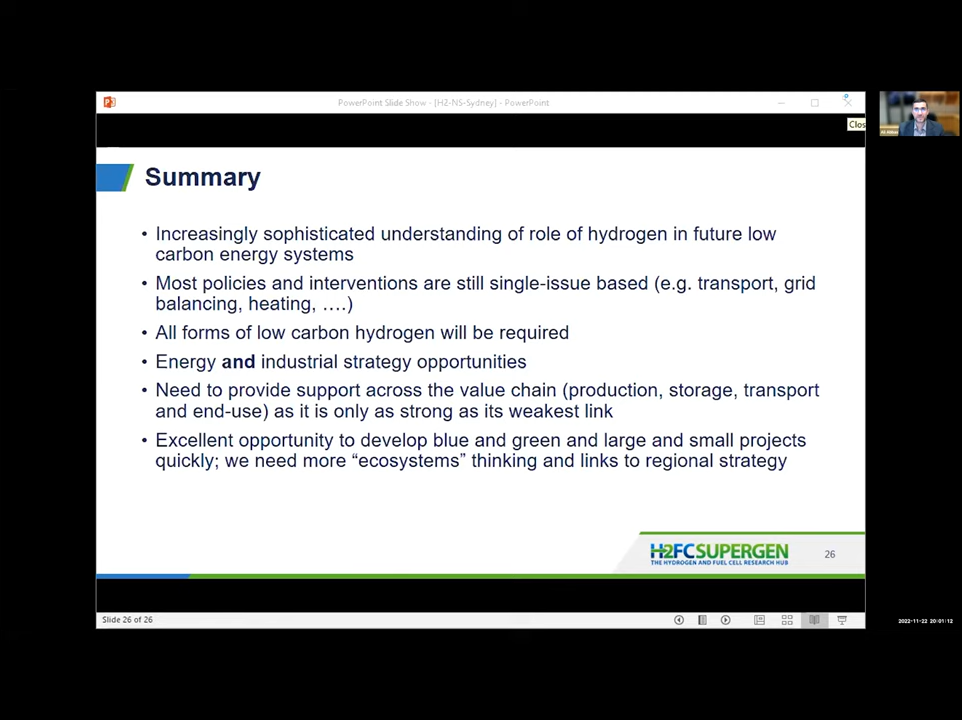 PowerPoint Slide Show - [H2-NS-Sydney] - PowerPoint
Clos
Summary
• Increasingly sophisticated understanding of role of hydrogen in future low
carbon energy systems
• Most policies and interventions are still single-issue based (e.g. transport, grid
balancing, heating, ….)
• All forms of low carbon hydrogen will be required
• Energy and industrial strategy opportunities
• Need to provide support across the value chain (production, storage, transport
and end-use) as it is only as strong as its weakest link
• Excellent opportunity to develop blue and green and large and small projects
quickly; we need more “ecosystems” thinking and links to regional strategy
H2FCSUPERGEN
THE HYDROGEN AND FUEL CELL RESEARCH HUB
26
Slide 26 of 26
2022-11-22 20:01:12